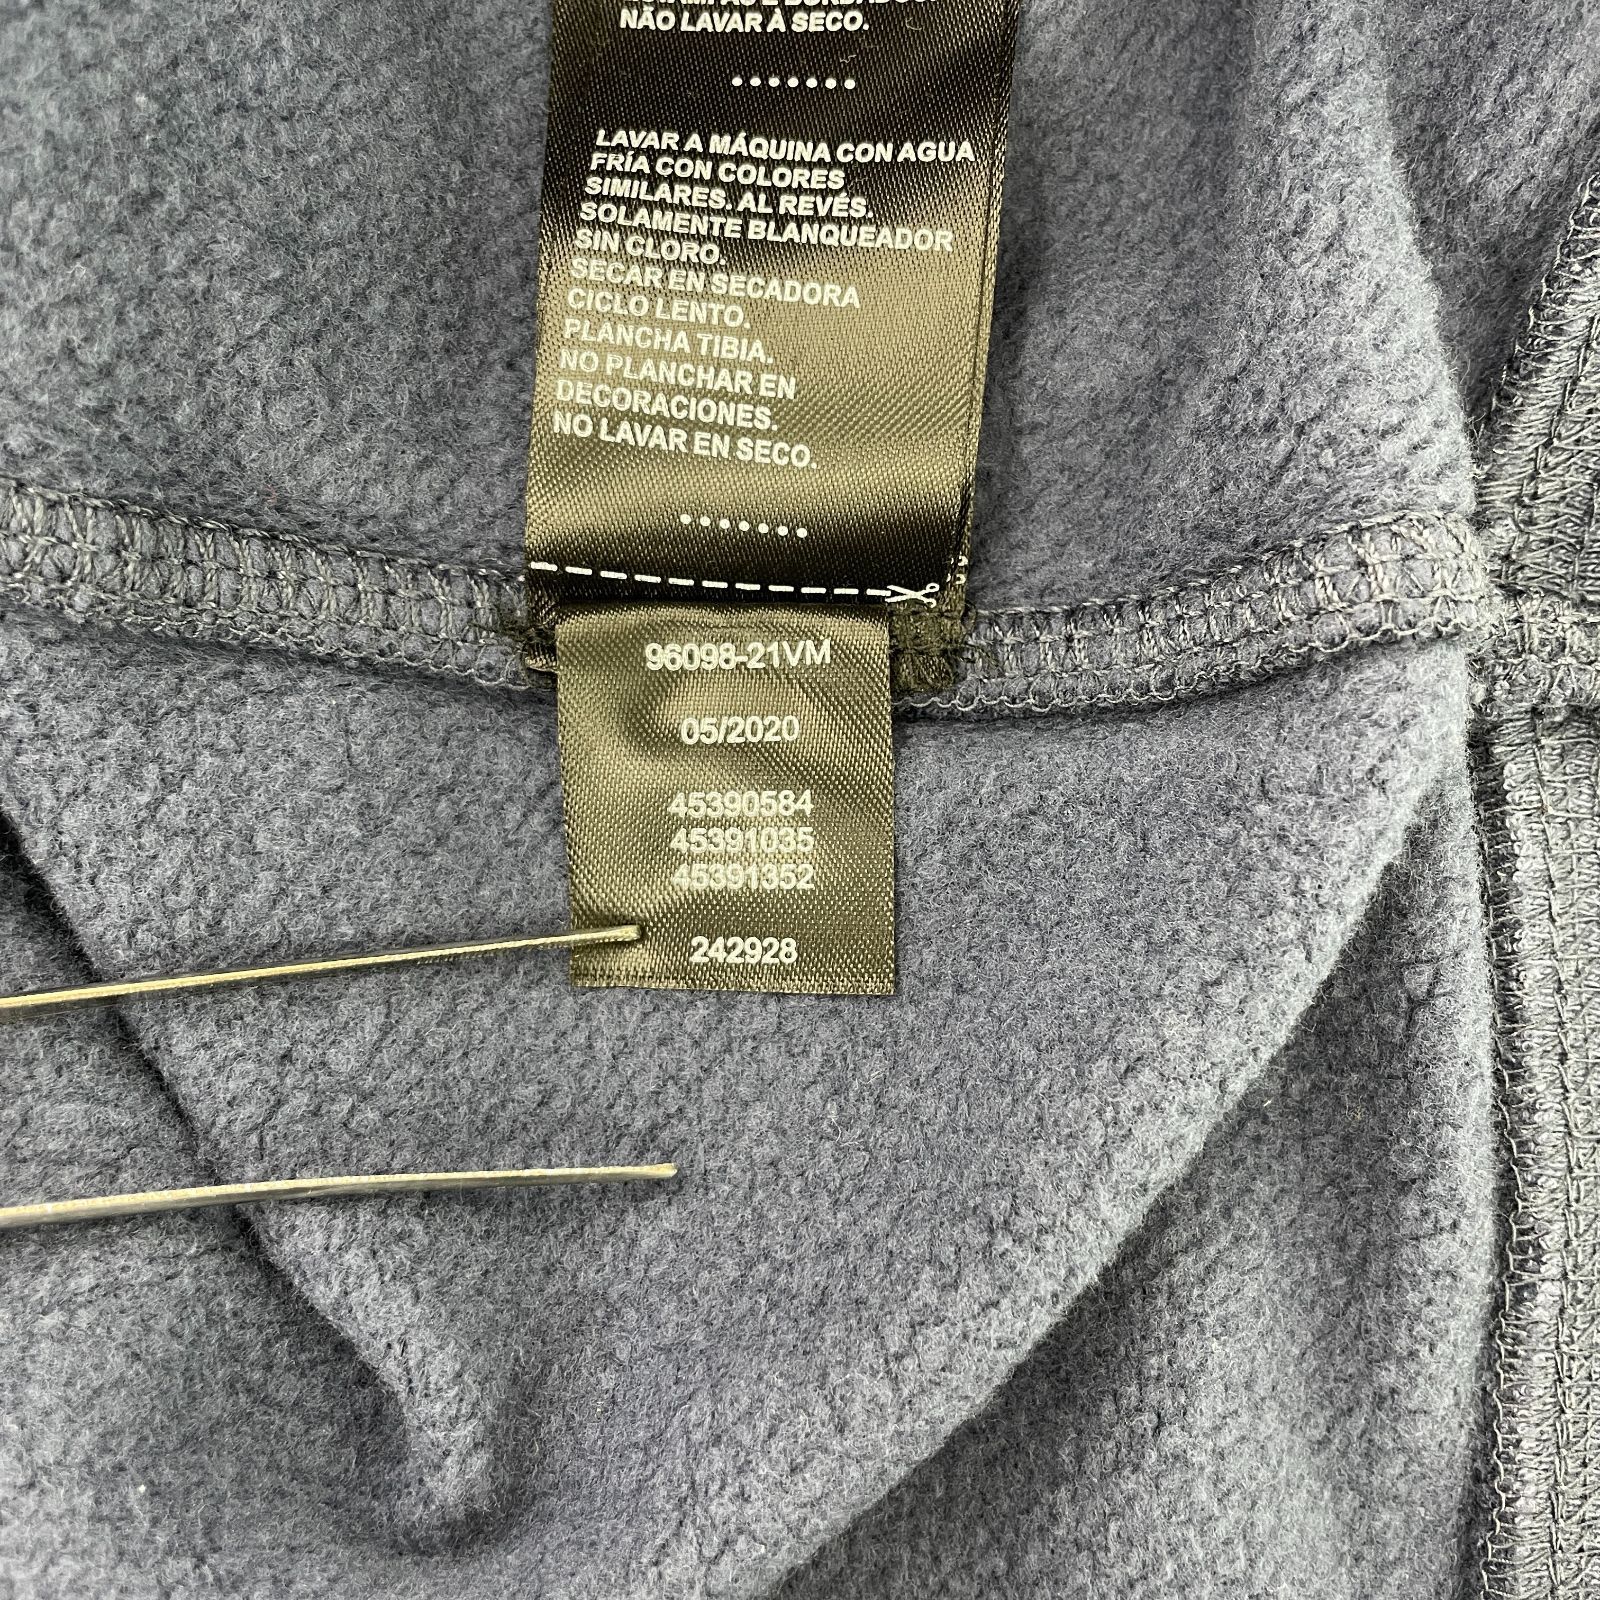 ESTAMPAS E BORDADOS.
NÃO LAVAR À SECO.
LAVAR A MÁQUINA CON AGUA
FRÍA CON COLORES
SIMILARES. AL REVÉS.
SOLAMENTE BLANQUEADOR
SIN CLORO.
SECAR EN SECADORA
CICLO LENTO.
PLANCHA TIBIA.
NO PLANCHAR EN
DECORACIONES.
NO LAVAR EN SECO.
96098-21VM
05/2020
45390584
45391035
45391352
242928